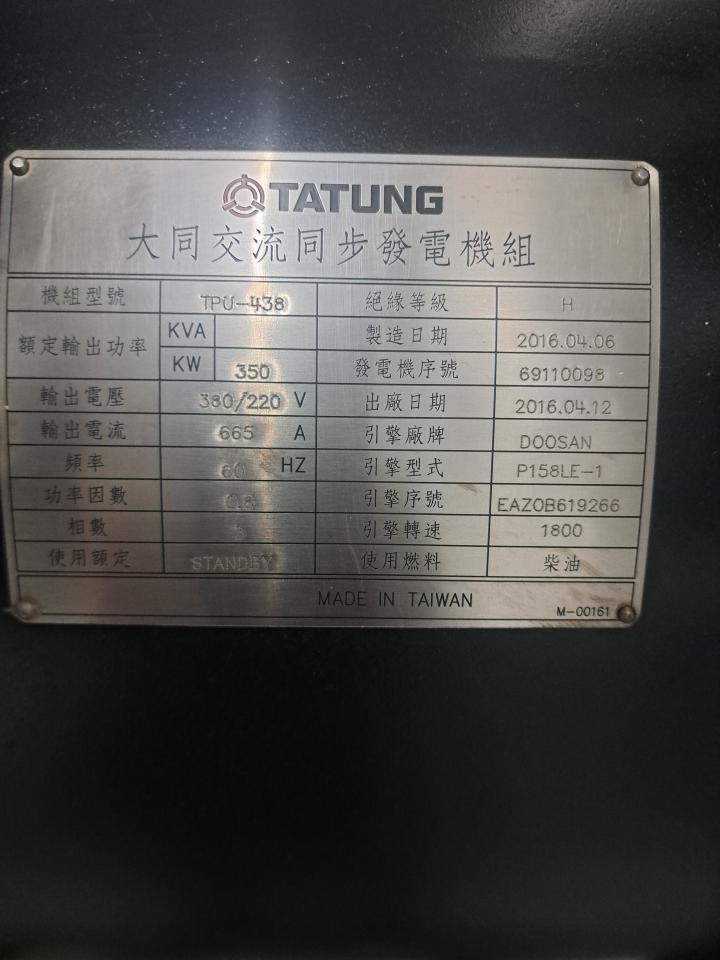 TATUNG
大同交流同步發電機組
機組型號 TPU-438 絕緣等級 H
額定輸出功率 KVA 製造日期 2016.04.06
KW 350 發電機序號 69110098
輸出電壓 380/220 V 出廠日期 2016.04.12
輸出電流 665 A 引擎廠牌 DOOSAN
頻率 60 HZ 引擎型式 P158LE-1
功率因數 0.8 引擎序號 EAZOB619266
相數 引擎轉速 1800
使用額定 STANDBY 使用燃料 柴油
MADE IN TAIWAN
M-00161